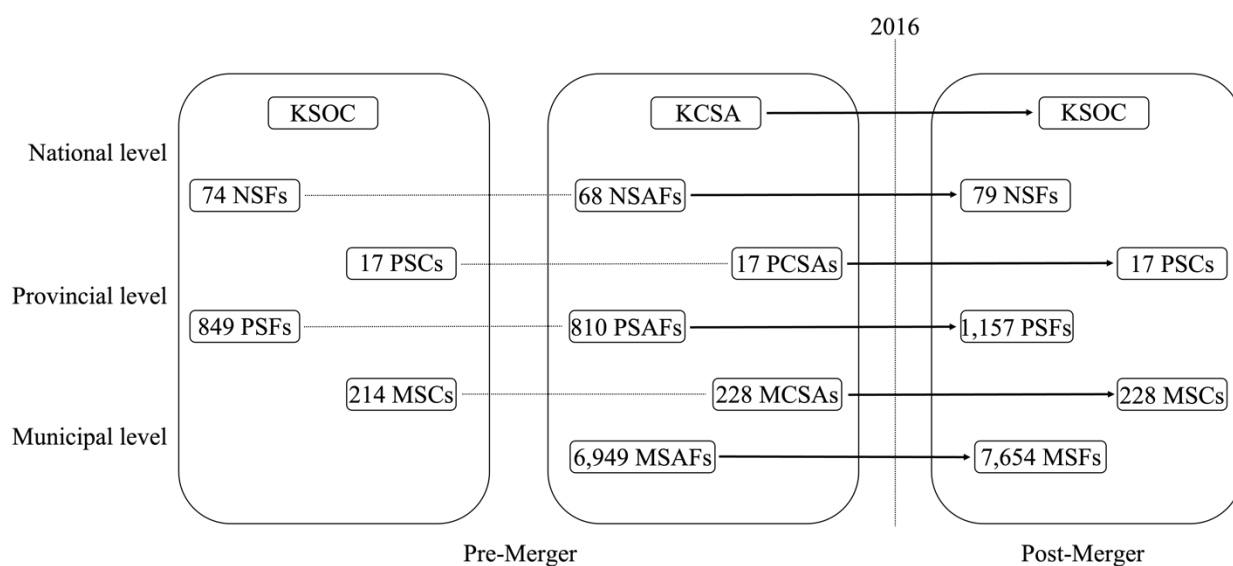 2016
KSOC KCSA KSOC
National level
74 NSFs 68 NSAFs 79 NSFs
17 PSCs 17 PCSAs 17 PSCs
Provincial level
849 PSFs 810 PSAFs 1,157 PSFs
214 MSCs 228 MCSAs 228 MSCs
Municipal level
6,949 MSAFs 7,654 MSFs
Pre-Merger Post-Merger